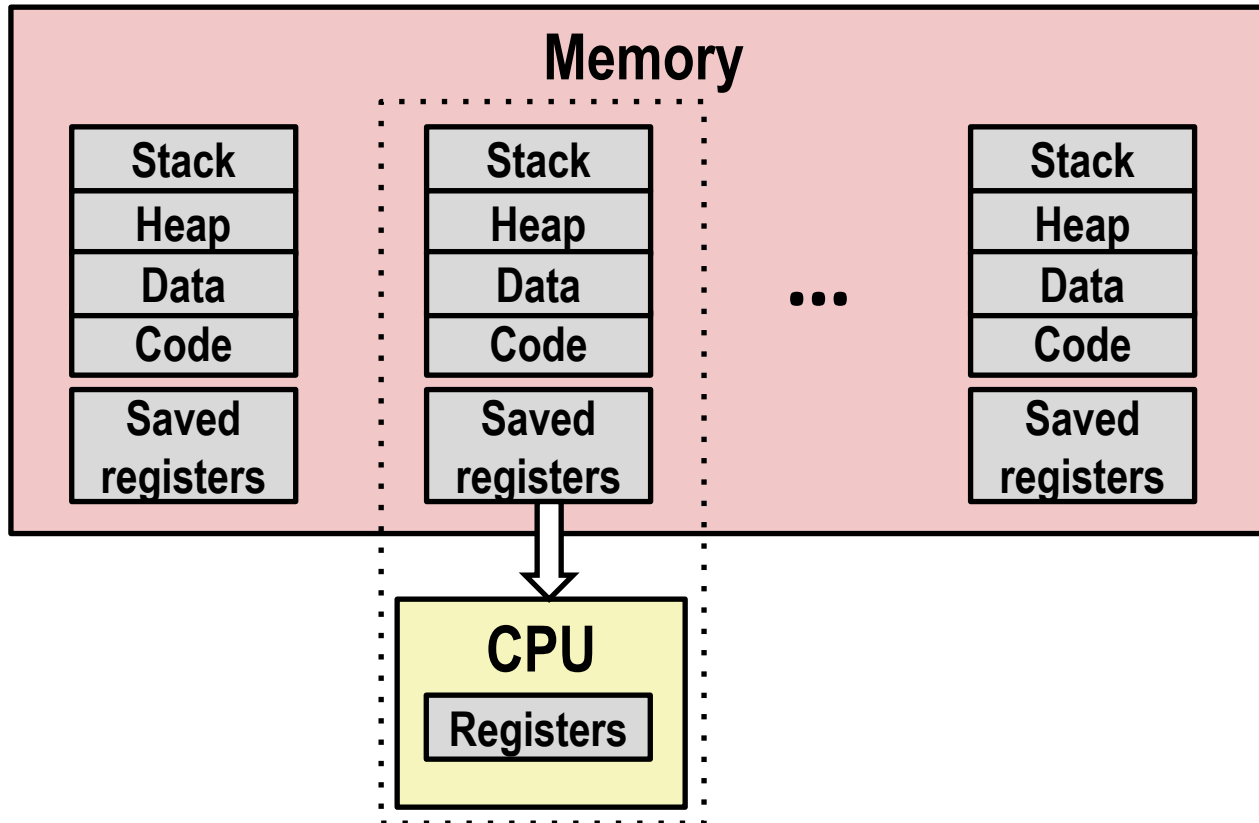 Memory
Stack
Heap
Data
Code
Saved
registers
Stack
Heap
Data
Code
Saved
registers
...
Stack
Heap
Data
Code
Saved
registers
CPU
Registers